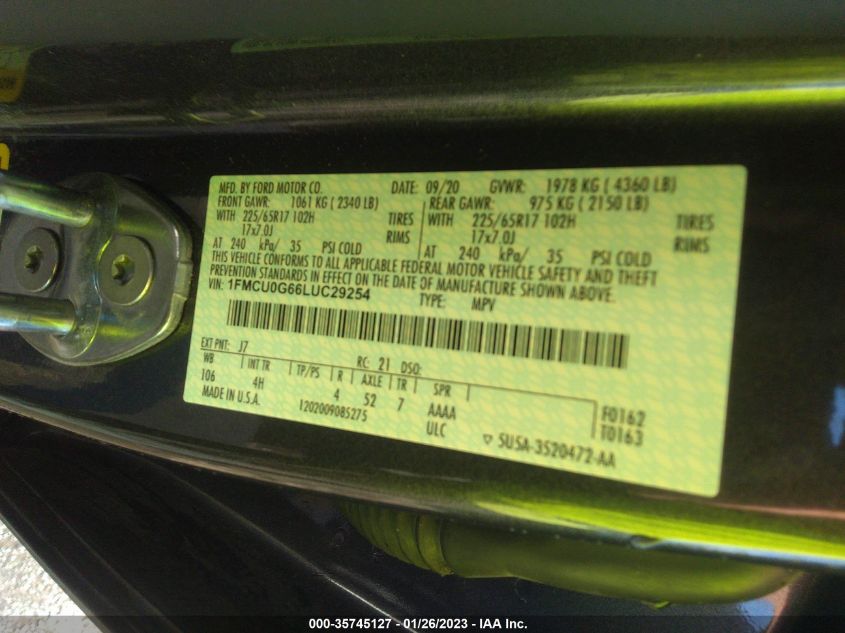 MFD. BY FORD MOTOR CO. DATE: 09/20 GVWR: 1978 KG ( 4360 LB)
FRONT GAWR: 1061 KG ( 2340 LB) REAR GAWR: 975 KG ( 2150 LB)
WITH 225/65R17 102H TIRES WITH 225/65R17 102H TIRES
17x7.0J RIMS 17x7.0J RIMS
AT 240 kPa/ 35 PSI COLD AT 240 kPa/ 35 PSI COLD
THIS VEHICLE CONFORMS TO ALL APPLICABLE FEDERAL MOTOR VEHICLE SAFETY AND THEFT
PREVENTION STANDARDS IN EFFECT ON THE DATE OF MANUFACTURE SHOWN ABOVE.
VIN: 1FMCU0G66LUC29254 TYPE: MPV
EXT PNT: J7 RC: 21 DSO:
WB INT TR TP/PS R AXLE TR SPR
106 4H 4 52 7 AAAA F0162
MADE IN U.S.A. 1202009085275 ULC T0163
▽ SU5A-3520472-AA
000-35745127 - 01/26/2023 - IAA Inc.